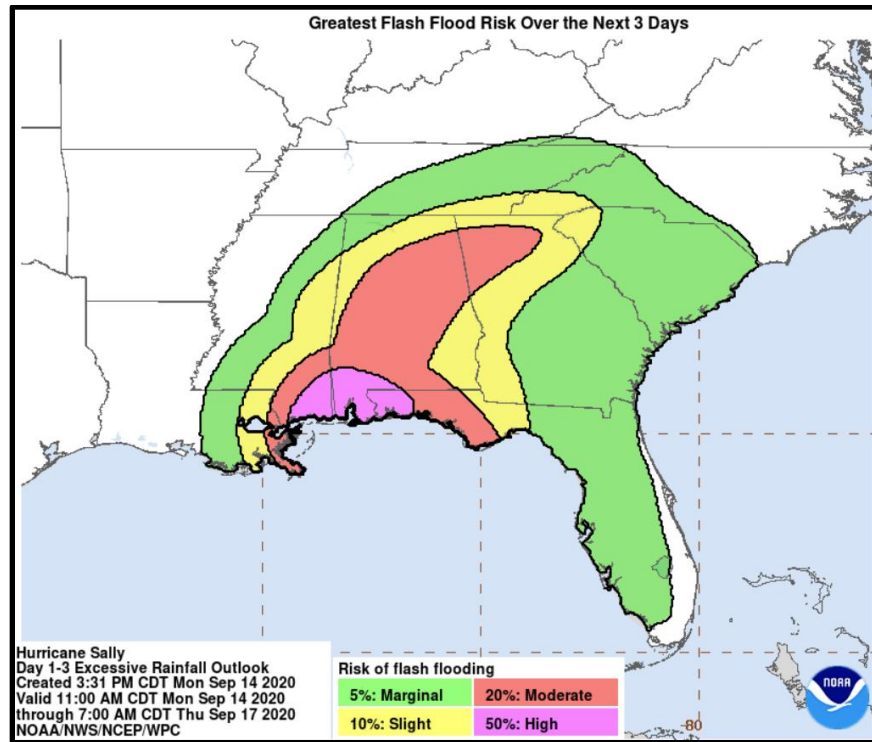 Greatest Flash Flood Risk Over the Next 3 Days
-80
Hurricane Sally
Day 1-3 Excessive Rainfall Outlook
Created 3:31 PM CDT Mon Sep 14 2020
Valid 11:00 AM CDT Mon Sep 14 2020
through 7:00 AM CDT Thu Sep 17 2020
NOAA/NWS/NCEP/WPC
Risk of flash flooding
5%: Marginal
20%: Moderate
10%: Slight
50%: High
NOAA